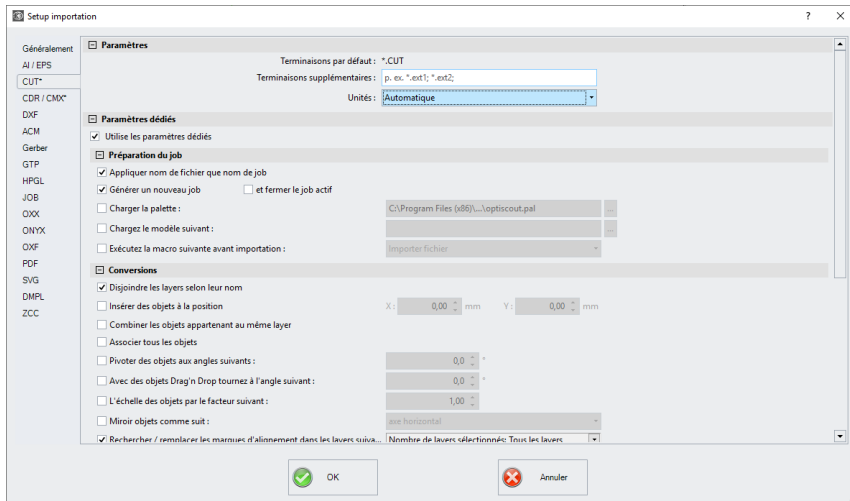 Setup importation
?
Généralement
AI / EPS
CUT*
CDR / CMX*
DXF
ACM
Gerber
GTP
HPGL
JOB
OXX
ONYX
OXF
PDF
SVG
DMPL
ZCC
Paramètres
Terminaisons par défaut : *.CUT
Terminaisons supplémentaires : p. ex. *.ext1; *.ext2;
Unités : Automatique
Paramètres dédiés
Utilise les paramètres dédiés
Préparation du job
Appliquer nom de fichier que nom de job
Générer un nouveau job et fermer le job actif
Charger la palette : C:\Program Files (x86)\...\optiscout.pal ...
Chargez le modèle suivant : ...
Exécutez la macro suivante avant importation : Importer fichier
Conversions
Disjoindre les layers selon leur nom
Insérer des objets à la position X : 0,00 mm Y : 0,00 mm
Combiner les objets appartenant au même layer
Associer tous les objets
Pivoter des objets aux angles suivants : 0,0 °
Avec des objets Drag'n Drop tournez à l'angle suivant : 0,0 °
L'échelle des objets par le facteur suivant : 1,00
Miroir objets comme suit : axe horizontal
Rechercher / remplacer les marques d'alignement dans les layers suiva... Nombre de layers sélectionnés: Tous les layers
OK
Annuler